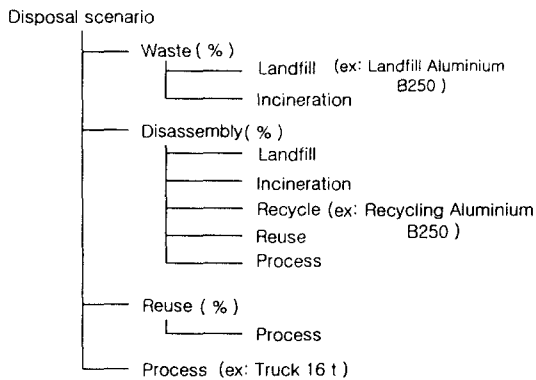 Disposal scenario
Waste ( % )
Landfill (ex: Landfill Aluminium
B250 )
Incineration
Disassembly( % )
Landfill
Incineration
Recycle (ex: Recycling Aluminium
B250 )
Reuse
Process
Reuse ( % )
Process
Process (ex: Truck 16 t )